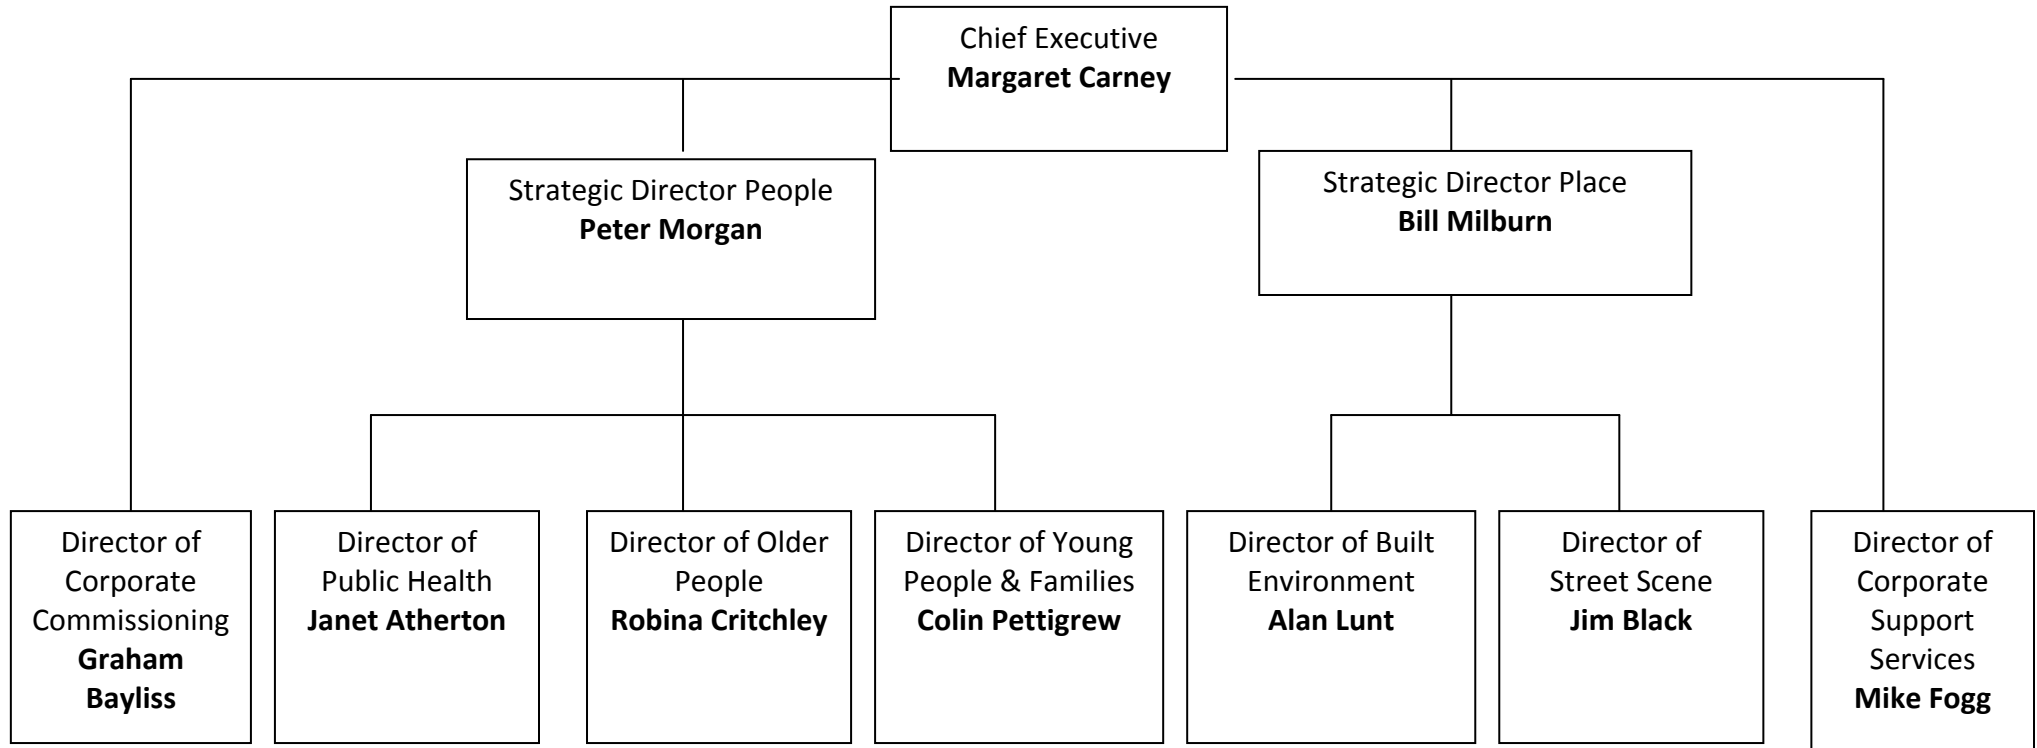 Chief Executive
Margaret Carney
Strategic Director People
Peter Morgan
Strategic Director Place
Bill Milburn
Director of
Corporate
Commissioning
Graham
Bayliss
Director of
Public Health
Janet Atherton
Director of Older
People
Robina Critchley
Director of Young
People & Families
Colin Pettigrew
Director of Built
Environment
Alan Lunt
Director of
Street Scene
Jim Black
Director of
Corporate
Support
Services
Mike Fogg